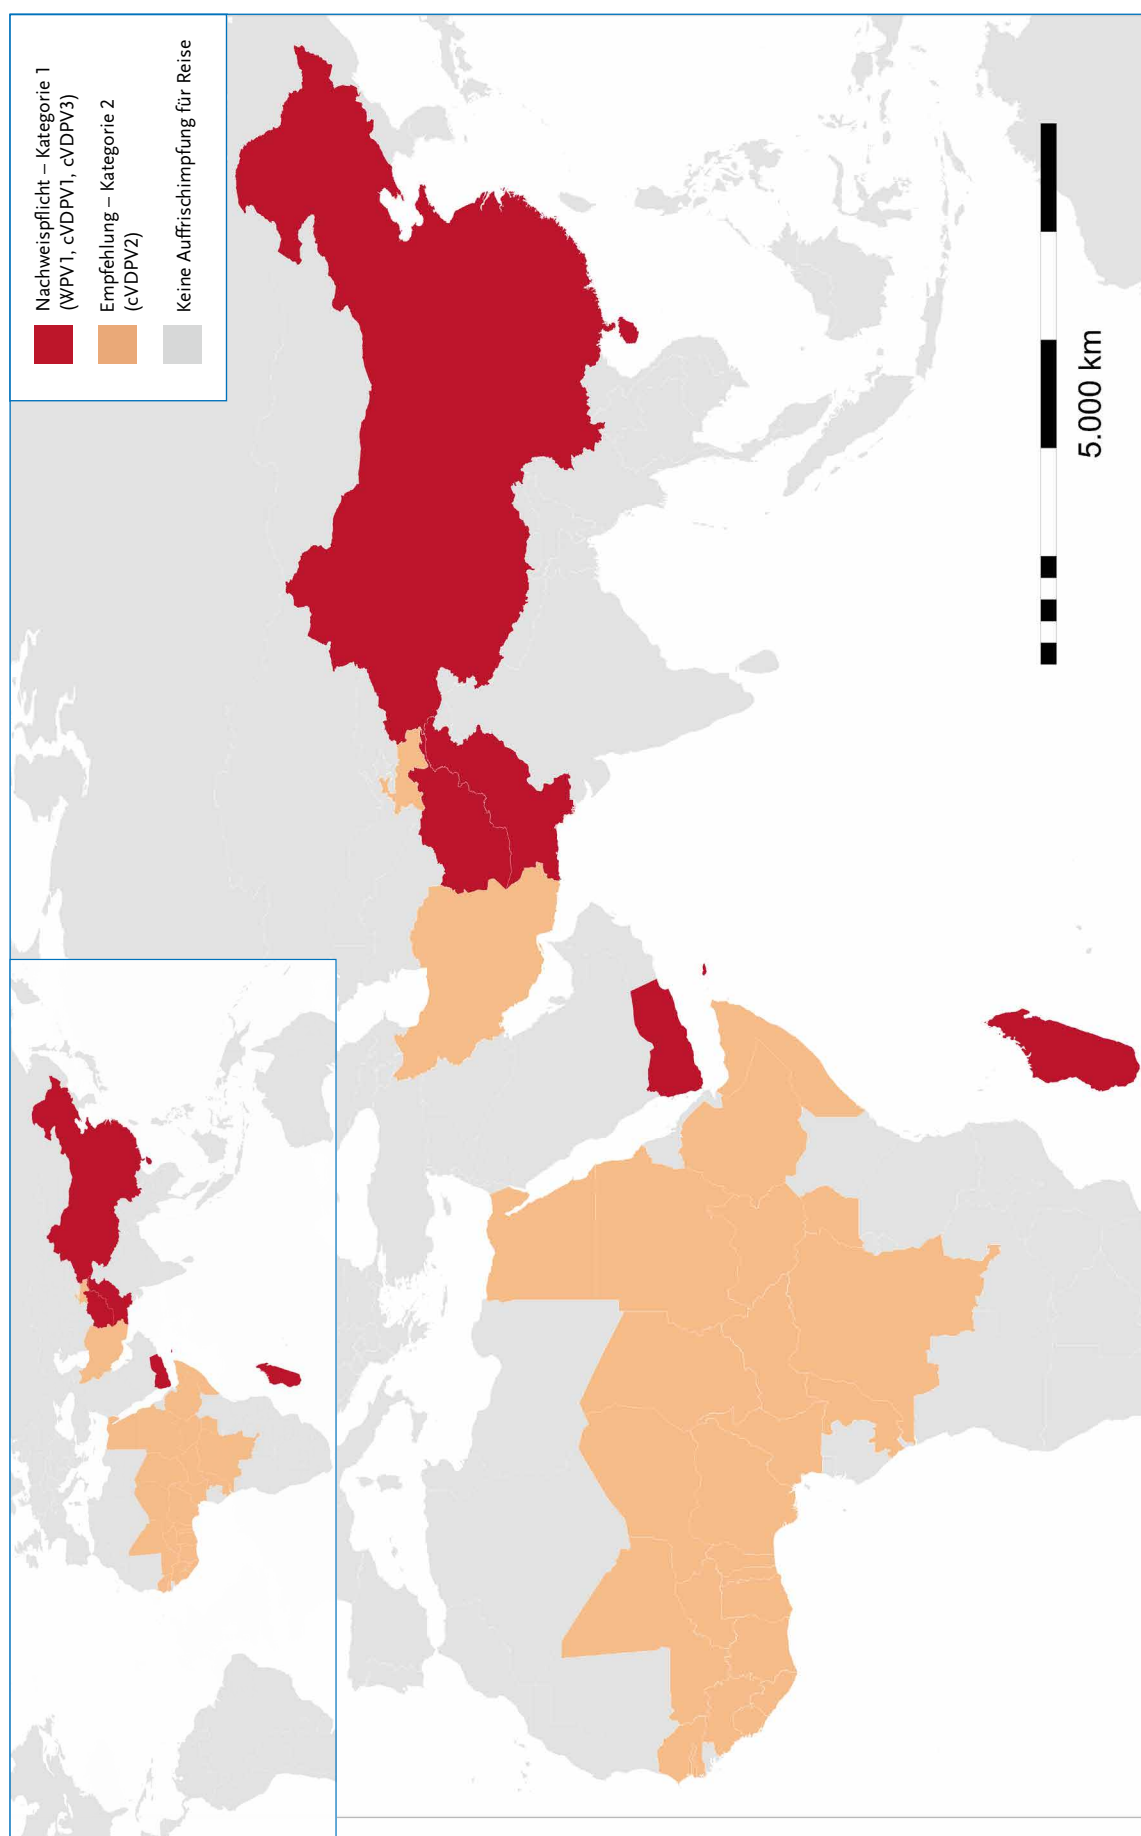 Nachweispflicht – Kategorie 1
(WPV1, cVDPV1, cVDPV3)
Empfehlung – Kategorie 2
(cVDPV2)
Keine Auffrischimpfung für Reise
5.000 km